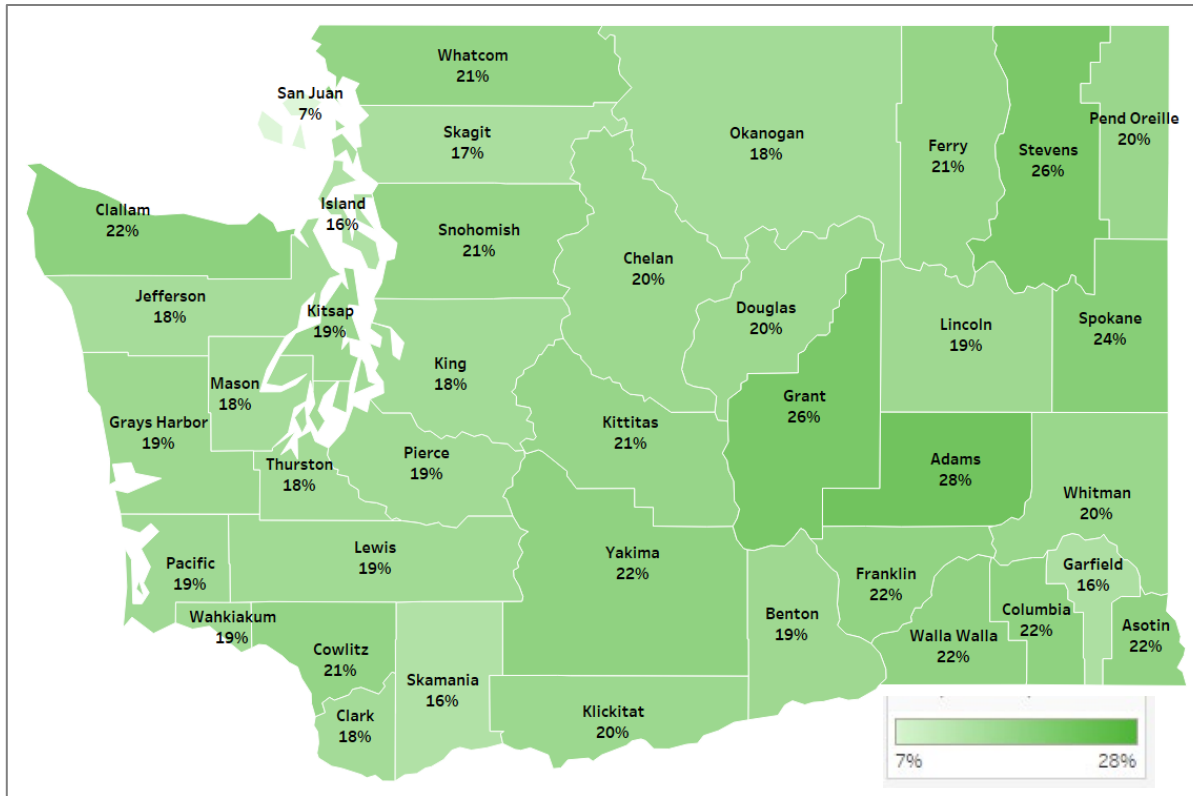 Whatcom
21%
San Juan
7%
Skagit
17%
Okanogan
18%
Ferry
21%
Stevens
26%
Pend Oreille
20%
Clallam
22%
Island
16%
Snohomish
21%
Chelan
20%
Jefferson
18%
Kitsap
19%
Douglas
20%
Lincoln
19%
Spokane
24%
King
18%
Mason
18%
Grant
26%
Grays Harbor
19%
Kittitas
21%
Pierce
19%
Thurston
18%
Adams
28%
Whitman
20%
Lewis
19%
Yakima
22%
Pacific
19%
Franklin
22%
Garfield
16%
Wahkiakum
19%
Benton
19%
Columbia
22%
Asotin
22%
Cowlitz
21%
Walla Walla
22%
Skamania
16%
Clark
18%
Klickitat
20%
7%
28%